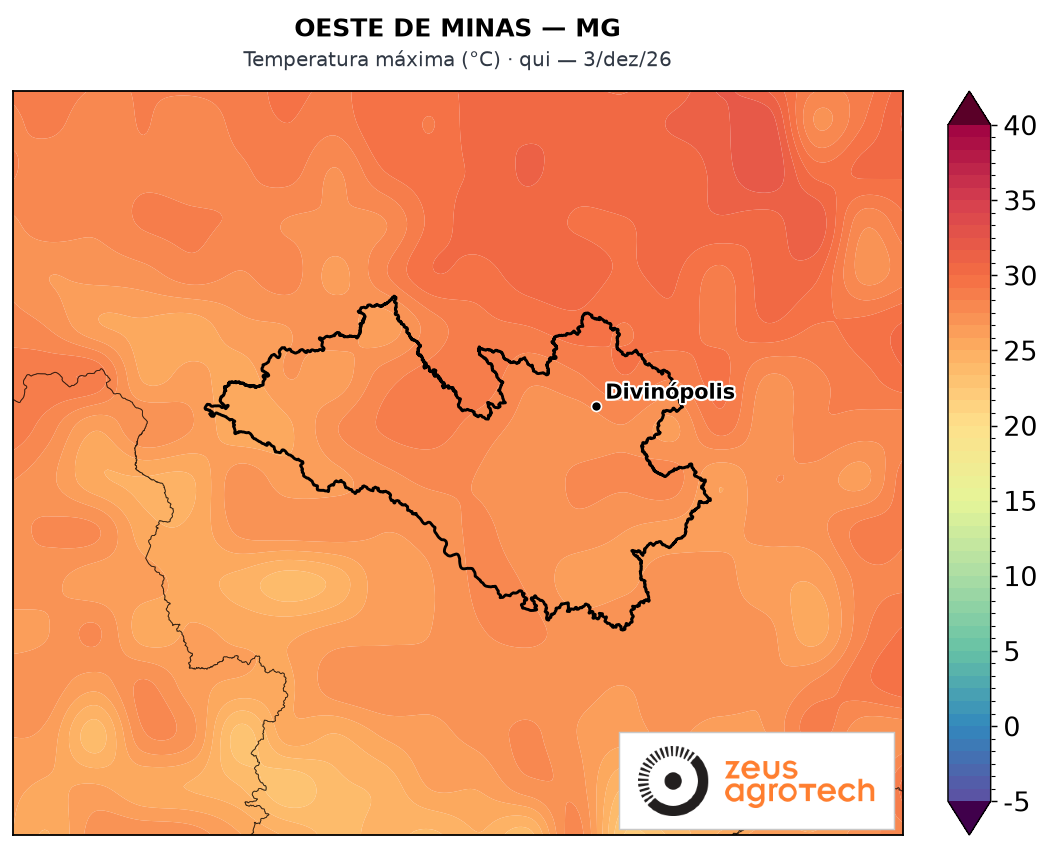 OESTE DE MINAS — MG
Temperatura máxima (°C) · qui — 3/dez/26
40
35
30
25
20
15
10
5
0
-5
Divinópolis
zeus
agrotech